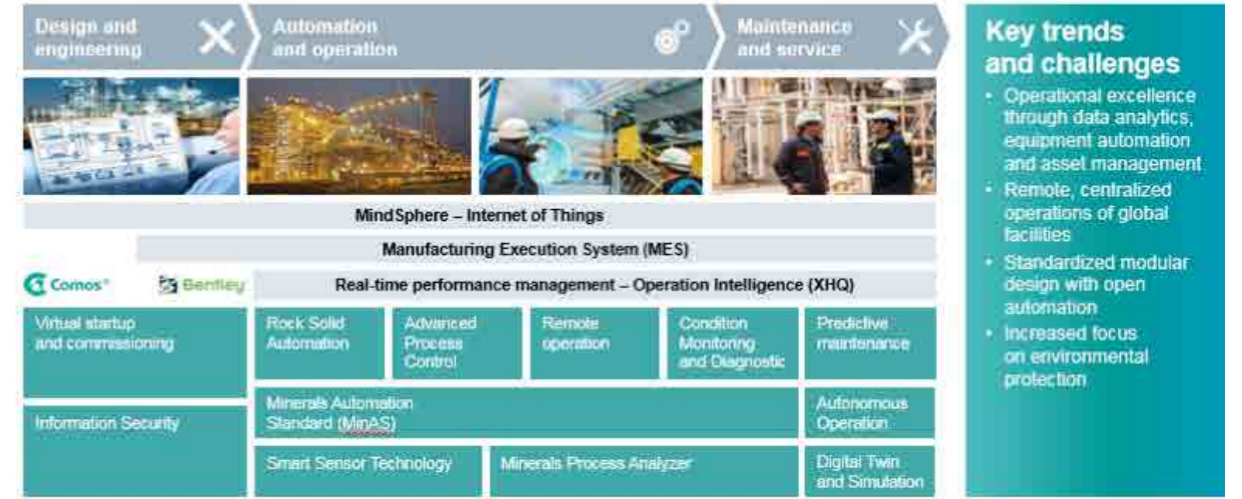 Design and
engineering
Automation
and operation
Maintenance
and service
Key trends
and challenges
• Operational excellence
through data analytics,
equipment automation
and asset management
• Remote, centralized
operations of global
facilities
• Standardized modular
design with open
automation
• Increased focus
on environmental
protection
MindSphere – Internet of Things
Manufacturing Execution System (MES)
Comos®
Bentley
Real-time performance management – Operation Intelligence (XHQ)
Virtual startup
and commissioning
Rock Solid
Automation
Advanced
Process
Control
Remote
operation
Condition
Monitoring
and Diagnostic
Predictive
maintenance
Information Security
Minerals Automation
Standard (MinAS)
Autonomous
Operation
Smart Sensor Technology
Minerals Process Analyzer
Digital Twin
and Simulation